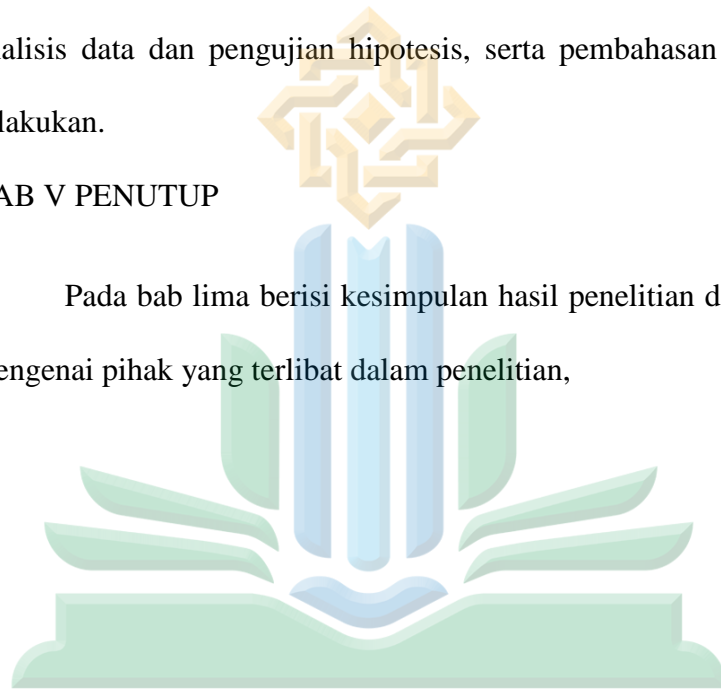 alisis data dan pengujian hipotesis, serta pembahasan
lakukan.
AB V PENUTUP
Pada bab lima berisi kesimpulan hasil penelitian d
engenai pihak yang terlibat dalam penelitian,